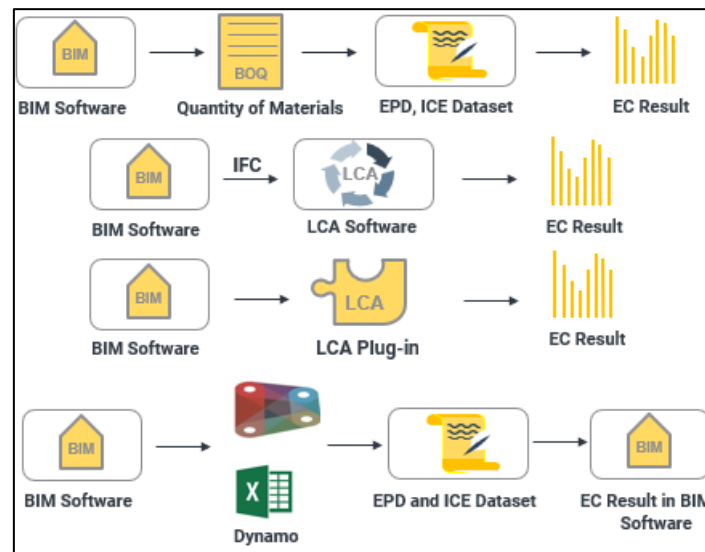 BIM
BOQ
BIM Software
Quantity of Materials
EPD, ICE Dataset
EC Result
BIM
IFC
LCA
BIM Software
LCA Software
EC Result
BIM
LCA
BIM Software
LCA Plug-in
EC Result
BIM
X
BIM
BIM Software
Dynamo
EPD and ICE Dataset
EC Result in BIM
Software